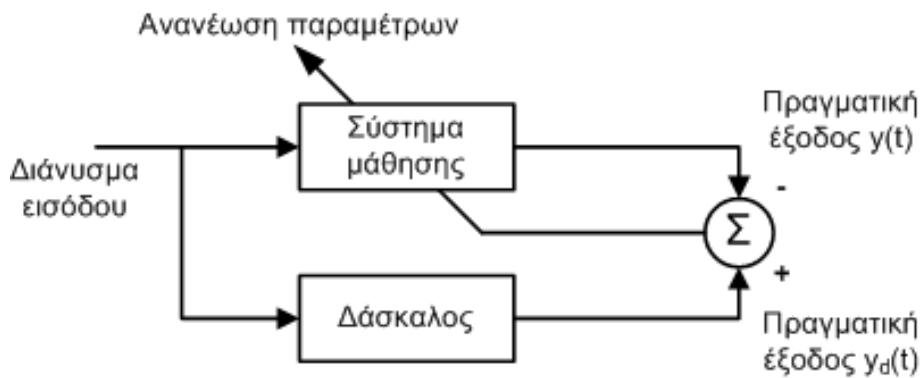 Ανανέωση παραμέτρων
Σύστημα
μάθησης
Πραγματική
έξοδος y(t)
Διάνυσμα
εισόδου
-
Σ
+
Δάσκαλος
Πραγματική
έξοδος yd(t)